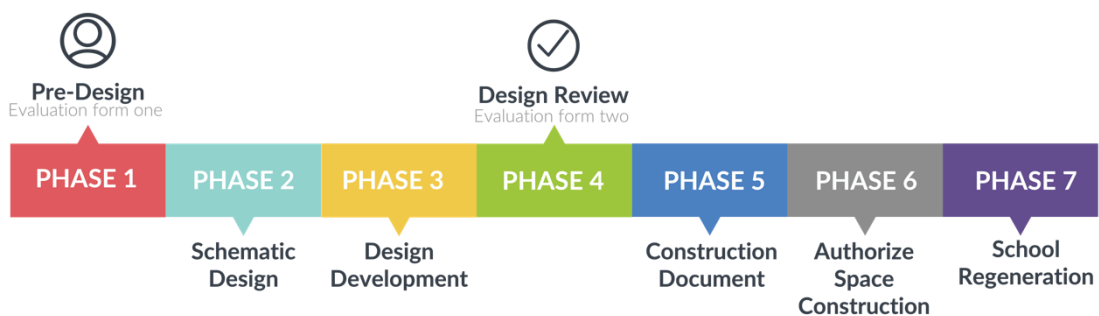 Pre-Design
Evaluation form one
Design Review
Evaluation form two
PHASE 1
PHASE 2
PHASE 3
PHASE 4
PHASE 5
PHASE 6
PHASE 7
Schematic
Design
Design
Development
Construction
Document
Authorize
Space
Construction
School
Regeneration